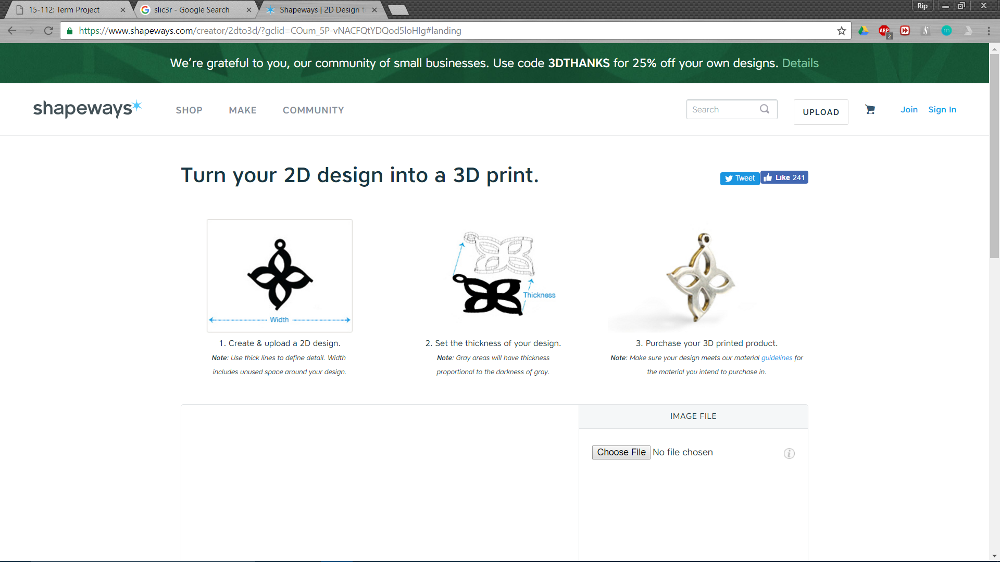 15-112: Term Project
slic3r - Google Search
Shapeways | 2D Design t
Rip
https://www.shapeways.com/creator/2dto3d/?gclid=COum_5P-vNACFQtYDQod5loHIg#landing
ABP
2
m
We’re grateful to you, our community of small businesses. Use code 3DTHANKS for 25% off your own designs. Details
shapeways
SHOP
MAKE
COMMUNITY
Search
UPLOAD
Join
Sign In
Turn your 2D design into a 3D print.
Tweet
Like 241
Width
Thickness
1. Create & upload a 2D design.
Note: Use thick lines to define detail. Width
includes unused space around your design.
2. Set the thickness of your design.
Note: Gray areas will have thickness
proportional to the darkness of gray.
3. Purchase your 3D printed product.
Note: Make sure your design meets our material guidelines for
the material you intend to purchase in.
IMAGE FILE
Choose File No file chosen
i